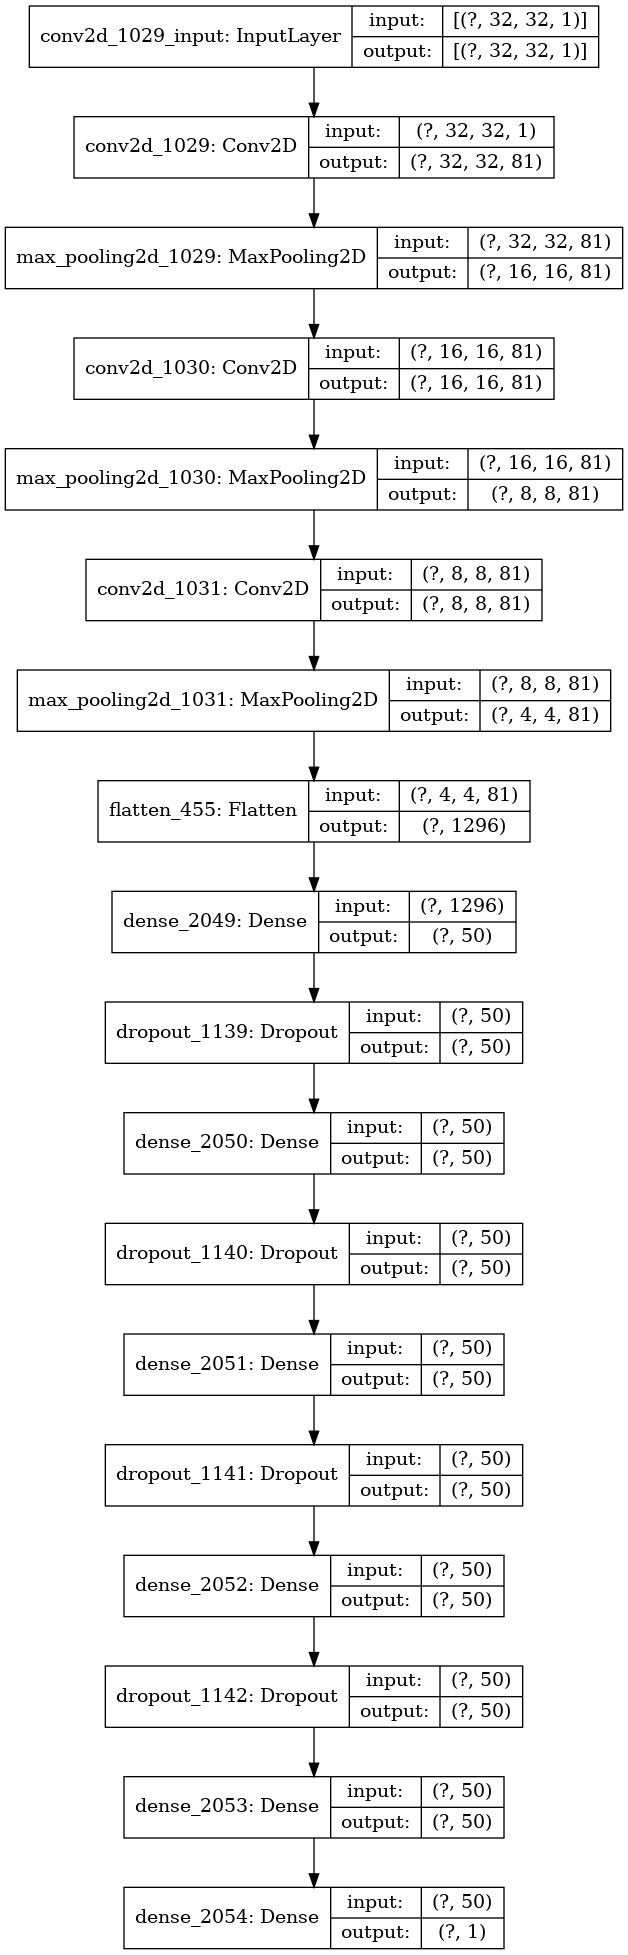 conv2d_1029_input: InputLayer input: [(?, 32, 32, 1)]
output: [(?, 32, 32, 1)]
conv2d_1029: Conv2D input: (?, 32, 32, 1)
output: (?, 32, 32, 81)
max_pooling2d_1029: MaxPooling2D input: (?, 32, 32, 81)
output: (?, 16, 16, 81)
conv2d_1030: Conv2D input: (?, 16, 16, 81)
output: (?, 16, 16, 81)
max_pooling2d_1030: MaxPooling2D input: (?, 16, 16, 81)
output: (?, 8, 8, 81)
conv2d_1031: Conv2D input: (?, 8, 8, 81)
output: (?, 8, 8, 81)
max_pooling2d_1031: MaxPooling2D input: (?, 8, 8, 81)
output: (?, 4, 4, 81)
flatten_455: Flatten input: (?, 4, 4, 81)
output: (?, 1296)
dense_2049: Dense input: (?, 1296)
output: (?, 50)
dropout_1139: Dropout input: (?, 50)
output: (?, 50)
dense_2050: Dense input: (?, 50)
output: (?, 50)
dropout_1140: Dropout input: (?, 50)
output: (?, 50)
dense_2051: Dense input: (?, 50)
output: (?, 50)
dropout_1141: Dropout input: (?, 50)
output: (?, 50)
dense_2052: Dense input: (?, 50)
output: (?, 50)
dropout_1142: Dropout input: (?, 50)
output: (?, 50)
dense_2053: Dense input: (?, 50)
output: (?, 50)
dense_2054: Dense input: (?, 50)
output: (?, 1)